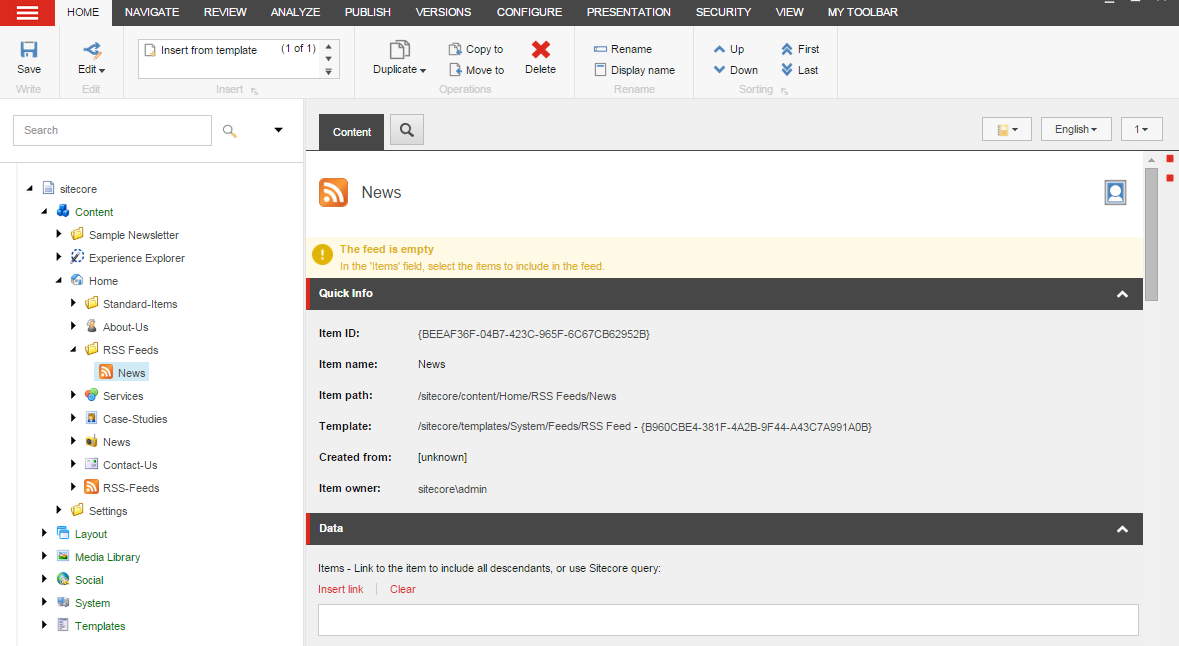 HOME NAVIGATE REVIEW ANALYZE PUBLISH VERSIONS CONFIGURE PRESENTATION SECURITY VIEW MY TOOLBAR
Save
Write
Edit
Edit
Insert from template (1 of 1)
Insert
Duplicate
Copy to
Move to
Delete
Operations
Rename
Display name
Rename
Up
Down
First
Last
Sorting
Search
sitecore
Content
Sample Newsletter
Experience Explorer
Home
Standard-Items
About-Us
RSS Feeds
News
Services
Case-Studies
News
Contact-Us
RSS-Feeds
Settings
Layout
Media Library
Social
System
Templates
Content
English
1
News
The feed is empty
In the 'Items' field, select the items to include in the feed.
Quick Info
Item ID: {BEEAF36F-04B7-423C-965F-6C67CB62952B}
Item name: News
Item path: /sitecore/content/Home/RSS Feeds/News
Template: /sitecore/templates/System/Feeds/RSS Feed - {B960CBE4-381F-4A2B-9F44-A43C7A991A0B}
Created from: [unknown]
Item owner: sitecore\admin
Data
Items - Link to the item to include all descendants, or use Sitecore query:
Insert link Clear